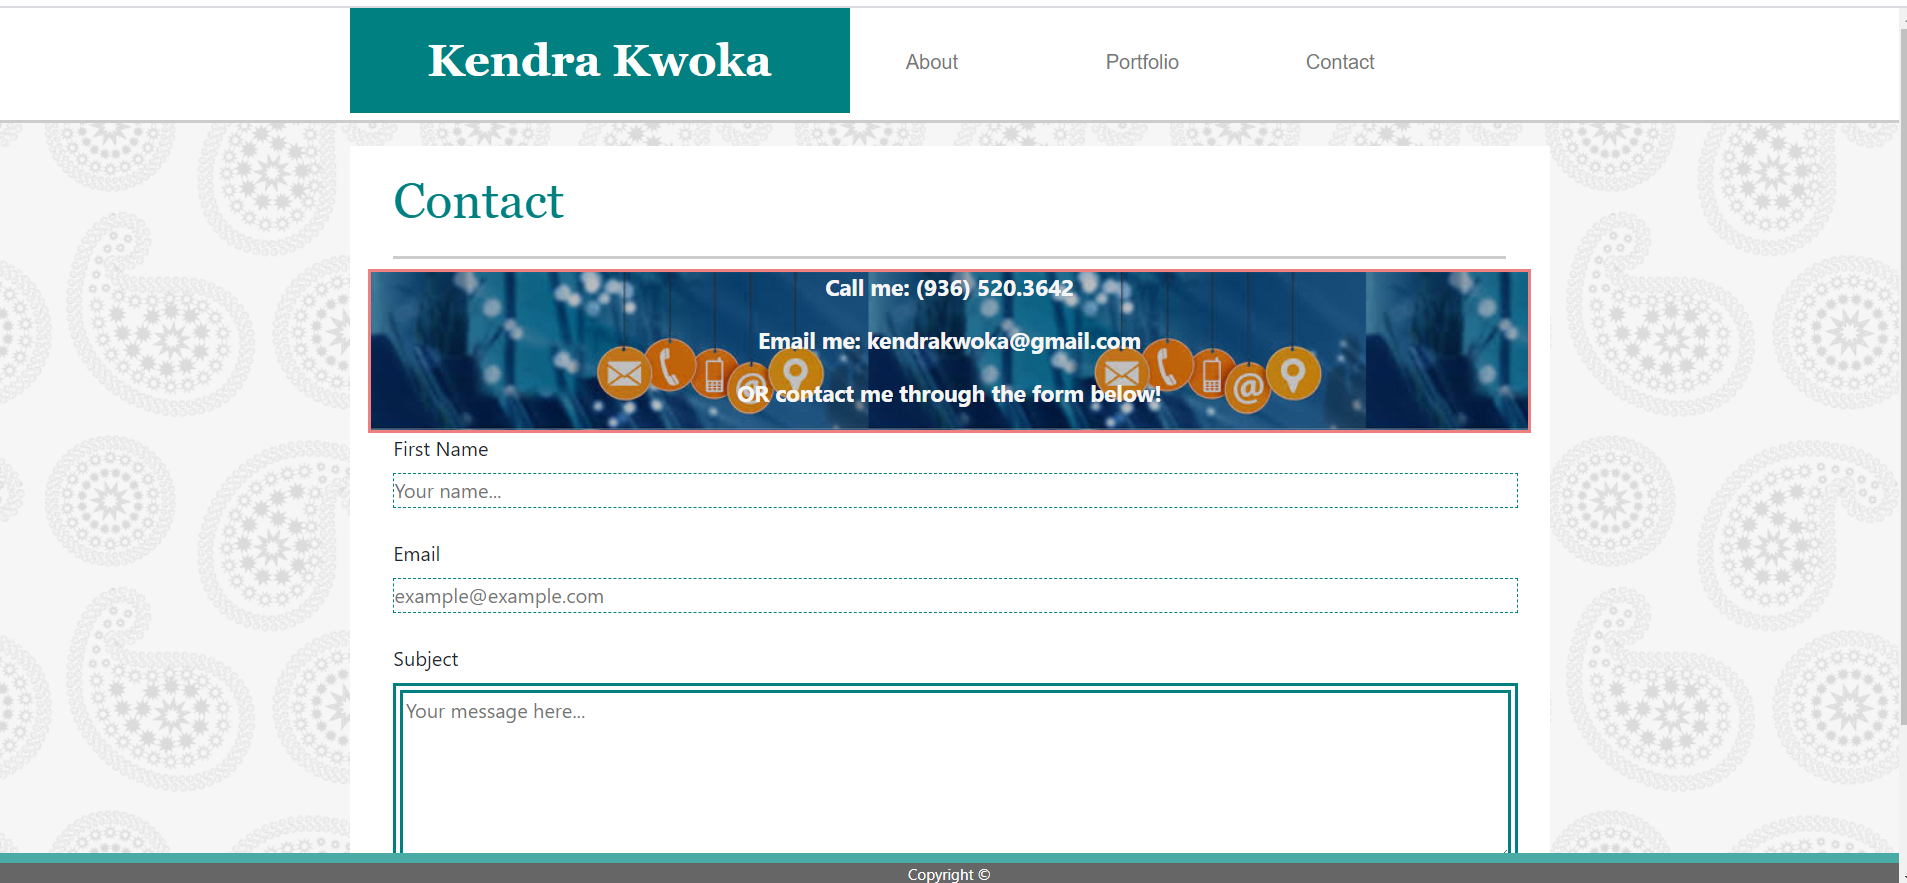 Kendra Kwoka
About
Portfolio
Contact
Contact
Call me: (936) 520.3642
Email me: kendrakwoka@gmail.com
OR contact me through the form below!
First Name
Your name...
Email
example@example.com
Subject
Your message here...
Copyright ©